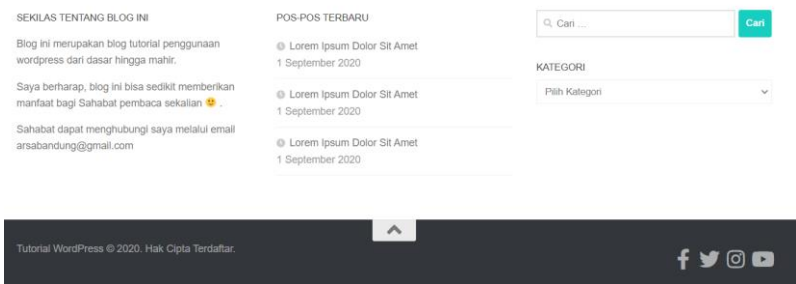 SEKILAS TENTANG BLOG INI
Blog ini merupakan blog tutorial penggunaan
wordpress dari dasar hingga mahir.
Saya berharap, blog ini bisa sedikit memberikan
manfaat bagi Sahabat pembaca sekalian 🙂 .
Sahabat dapat menghubungi saya melalui email
arsabandung@gmail.com
POS-POS TERBARU
Lorem Ipsum Dolor Sit Amet
1 September 2020
Lorem Ipsum Dolor Sit Amet
1 September 2020
Lorem Ipsum Dolor Sit Amet
1 September 2020
Cari ...
Cari
KATEGORI
Pilih Kategori
Tutorial WordPress © 2020. Hak Cipta Terdaftar.